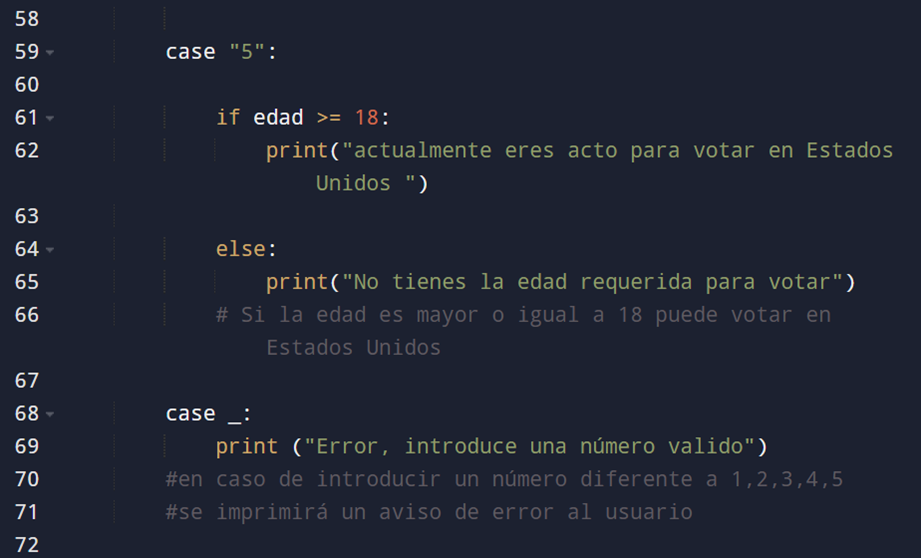 58
59 case "5":
60
61 if edad >= 18:
62 print("actualmente eres acto para votar en Estados
Unidos ")
63
64 else:
65 print("No tienes la edad requerida para votar")
66 # Si la edad es mayor o igual a 18 puede votar en
Estados Unidos
67
68 case _:
69 print ("Error, introduce una número valido")
70 #en caso de introducir un número diferente a 1,2,3,4,5
71 #se imprimirá un aviso de error al usuario
72